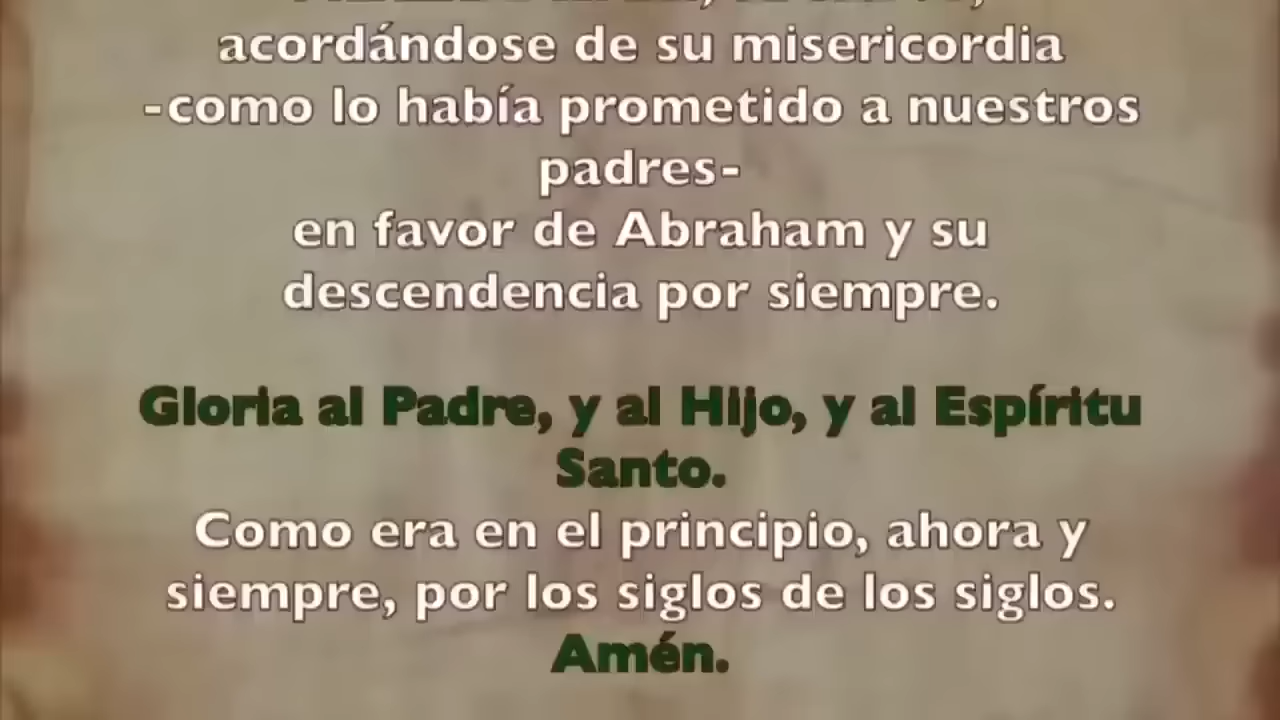 acordándose de su misericordia
-como lo había prometido a nuestros
padres-
en favor de Abraham y su
descendencia por siempre.
Gloria al Padre, y al Hijo, y al Espíritu
Santo.
Como era en el principio, ahora y
siempre, por los siglos de los siglos.
Amén.